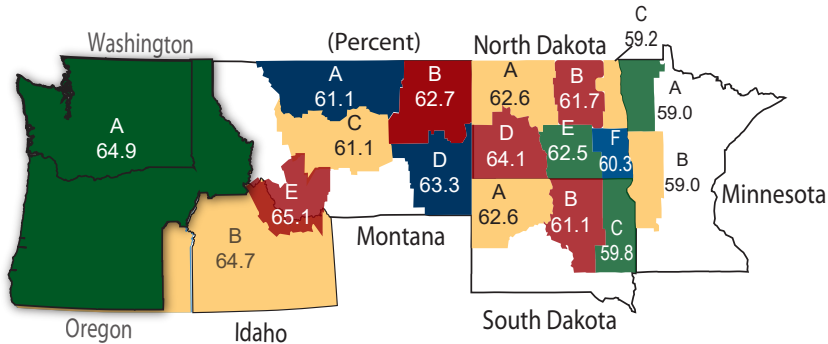 Washington
(Percent)
North Dakota
C
59.2
A
64.9
A
61.1
B
62.7
C
61.1
D
63.3
E
65.1
B
64.7
A
62.6
B
61.7
D
64.1
E
62.5
F
60.3
A
59.0
B
59.0
A
62.6
B
61.1
C
59.8
Minnesota
Montana
Oregon
Idaho
South Dakota